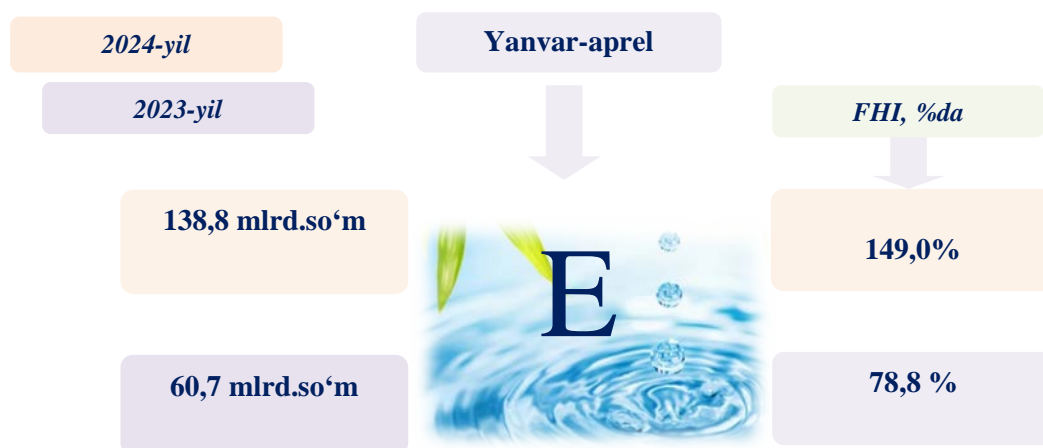 2024-yil
Yanvar-aprel
2023-yil
FHI, %da
138,8 mlrd.so‘m
149,0%
E
60,7 mlrd.so‘m
78,8 %